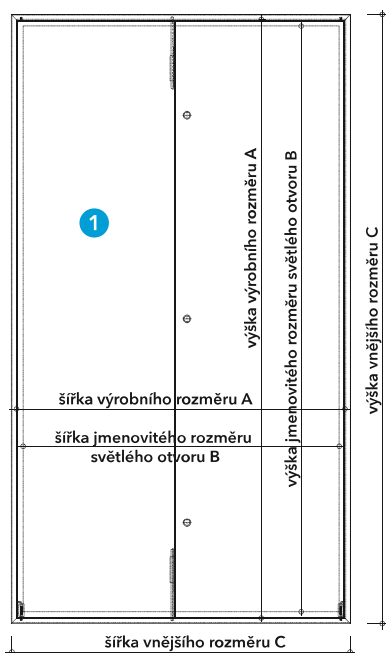 1
výška výrobního rozměru A
výška jmenovitého rozměru světlého otvoru B
výška vnějšího rozměru C
šířka výrobního rozměru A
šířka jmenovitého rozměru
světlého otvoru B
šířka vnějšího rozměru C